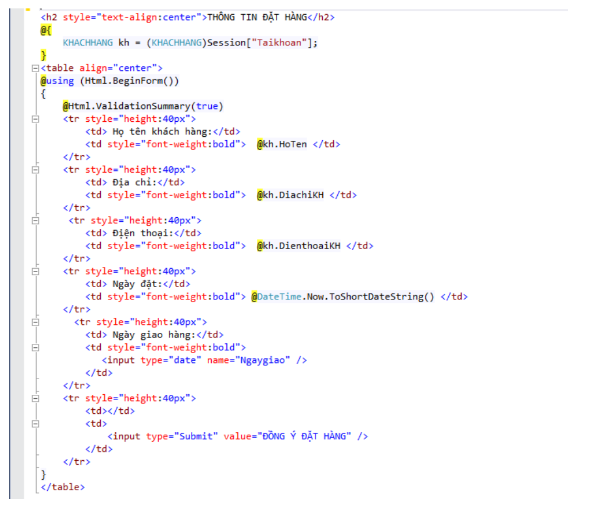 <h2 style="text-align:center">THÔNG TIN ĐẶT HÀNG</h2>
@{
KHACHHANG kh = (KHACHHANG)Session["Taikhoan"];
}
<table align="center">
@using (Html.BeginForm())
{
@Html.ValidationSummary(true)
<tr style="height:40px">
<td> Họ tên khách hàng:</td>
<td style="font-weight:bold"> @kh.HoTen </td>
</tr>
<tr style="height:40px">
<td> Địa chỉ:</td>
<td style="font-weight:bold"> @kh.DiachiKH </td>
</tr>
<tr style="height:40px">
<td> Điện thoại:</td>
<td style="font-weight:bold"> @kh.DienthoaiKH </td>
</tr>
<tr style="height:40px">
<td> Ngày đặt:</td>
<td style="font-weight:bold"> @DateTime.Now.ToShortDateString() </td>
</tr>
<tr style="height:40px">
<td> Ngày giao hàng:</td>
<td style="font-weight:bold">
<input type="date" name="Ngaygiao" />
</td>
</tr>
<tr style="height:40px">
<td></td>
<td>
<input type="Submit" value="ĐỒNG Ý ĐẶT HÀNG" />
</td>
</tr>
}
</table>